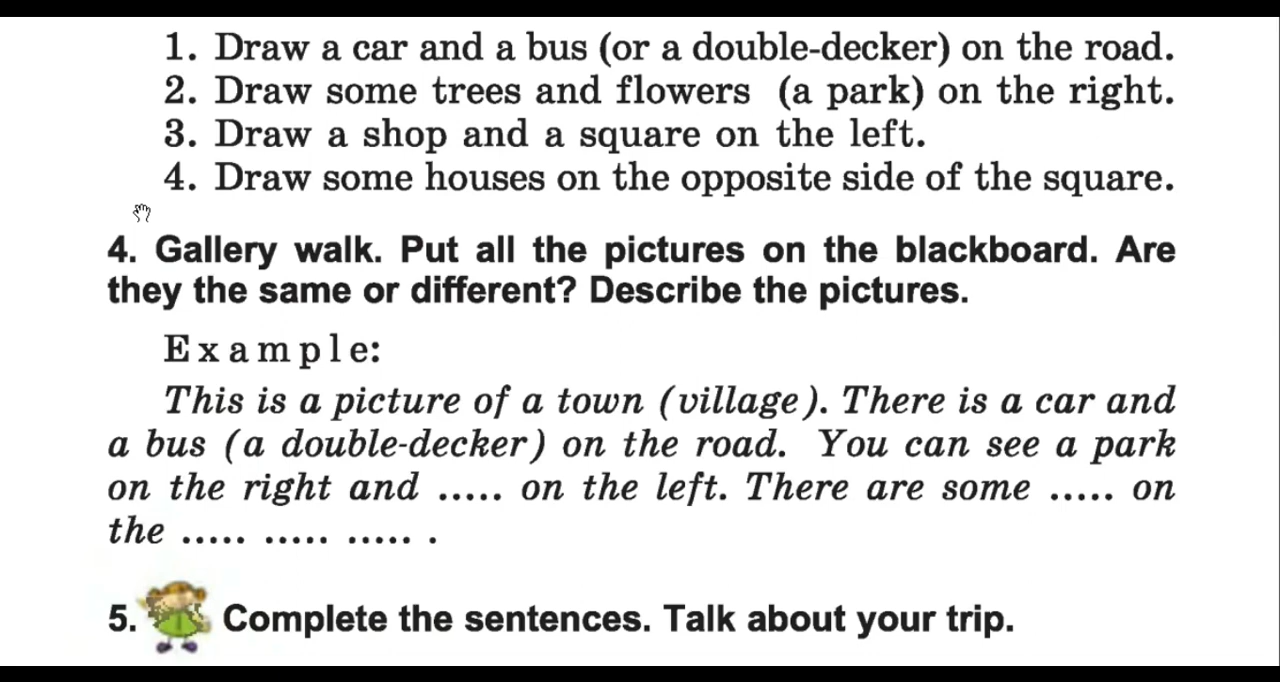 1. Draw a car and a bus (or a double-decker) on the road.
2. Draw some trees and flowers (a park) on the right.
3. Draw a shop and a square on the left.
4. Draw some houses on the opposite side of the square.
4. Gallery walk. Put all the pictures on the blackboard. Are
they the same or different? Describe the pictures.
Example:
This is a picture of a town (village). There is a car and
a bus (a double-decker) on the road. You can see a park
on the right and ..... on the left. There are some ..... on
the ..... ..... ..... .
5. Complete the sentences. Talk about your trip.